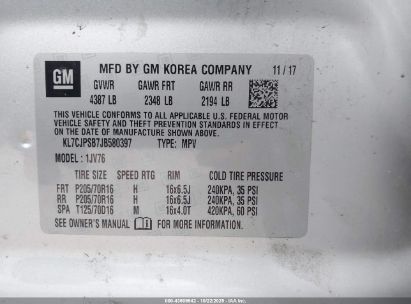 GM
MFD BY GM KOREA COMPANY 11/17
GVWR GAWR FRT GAWR RR
4387 LB 2348 LB 2194 LB
THIS VEHICLE CONFORMS TO ALL APPLICABLE U.S. FEDERAL MOTOR
VEHICLE SAFETY AND THEFT PREVENTION STANDARDS IN EFFECT ON
THE DATE OF MANUFACTURE SHOWN ABOVE.
KL7CJPSB7JB580397 TYPE: MPV
MODEL: 1JV76
TIRE SIZE SPEED RTG RIM COLD TIRE PRESSURE
FRT P205/70R16 H 16x6.5J 240KPA, 35 PSI
RR P205/70R16 H 16x6.5J 240KPA, 35 PSI
SPA T125/70D16 M 16x4.0T 420KPA, 60 PSI
SEE OWNER'S MANUAL FOR MORE INFORMATION.